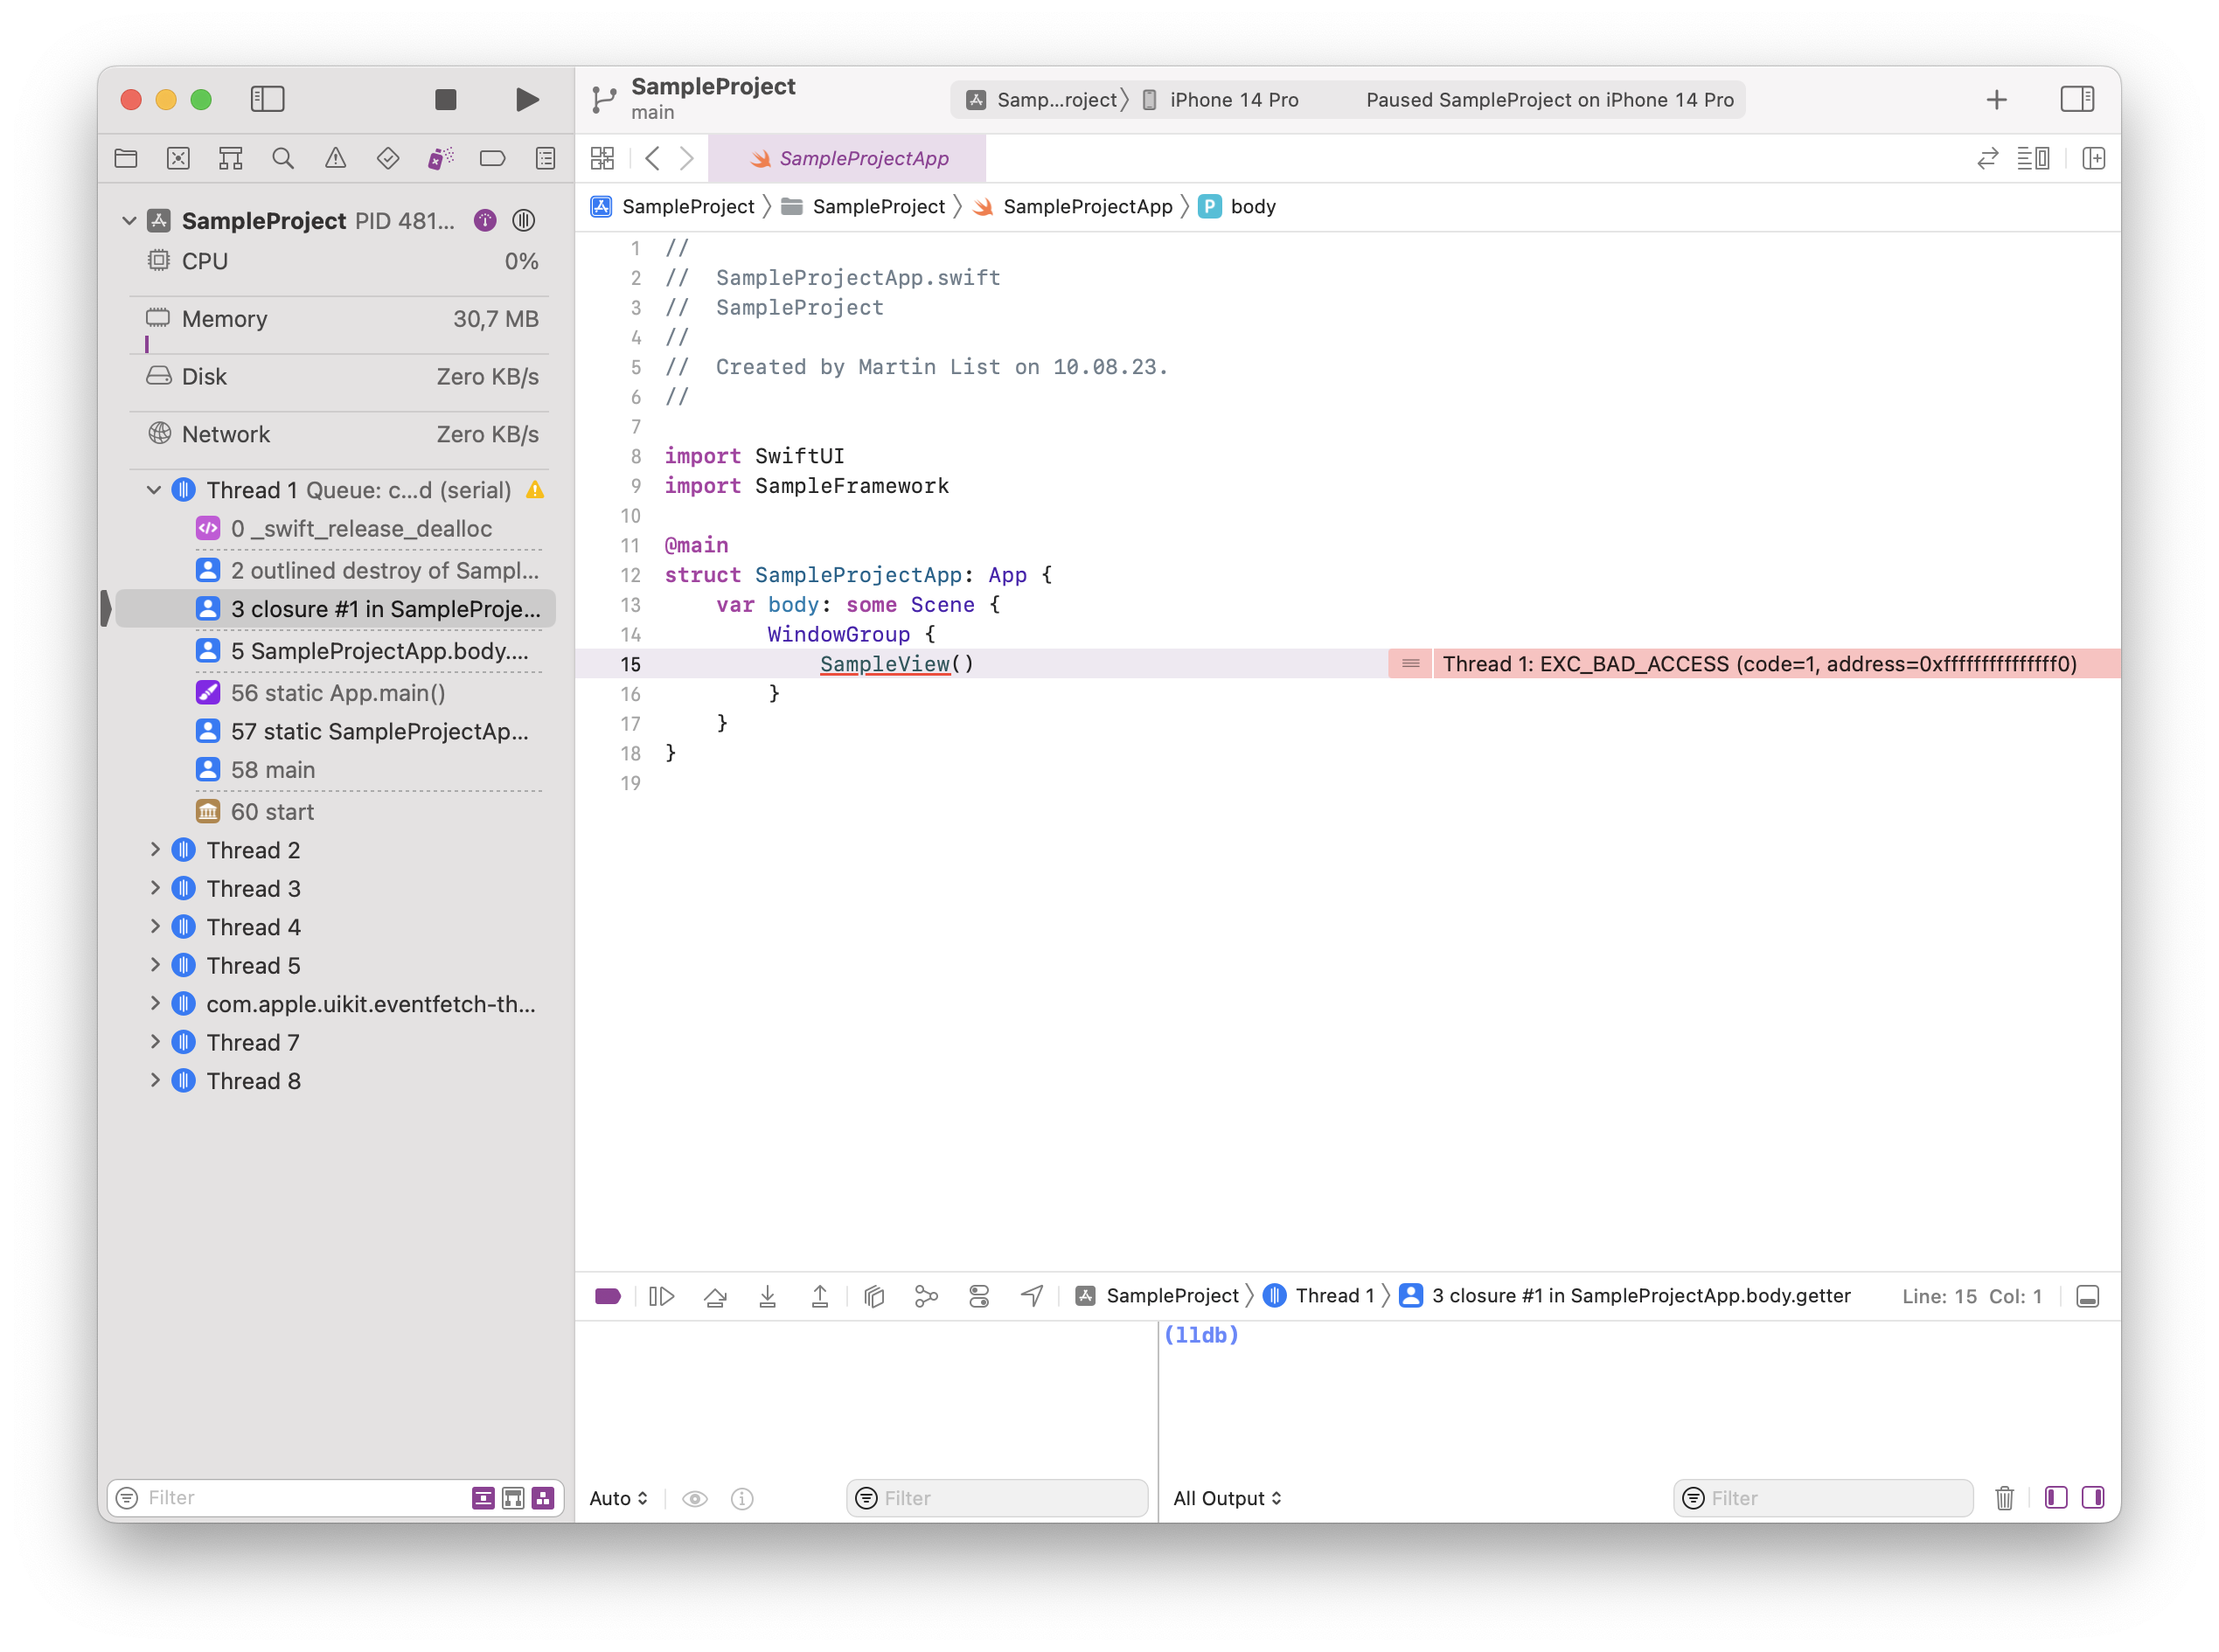 SampleProject
main
Samp...roject
iPhone 14 Pro
Paused SampleProject on iPhone 14 Pro
SampleProjectApp
SampleProject
SampleProject
SampleProjectApp
P
body
SampleProject PID 481...
CPU 0%
Memory 30,7 MB
Disk Zero KB/s
Network Zero KB/s
Thread 1 Queue: c...d (serial)
0 _swift_release_dealloc
2 outlined destroy of Sampl...
3 closure #1 in SampleProje...
5 SampleProjectApp.body....
56 static App.main()
57 static SampleProjectAp...
58 main
60 start
Thread 2
Thread 3
Thread 4
Thread 5
com.apple.uikit.eventfetch-th...
Thread 7
Thread 8
Filter
1 //
2 //  SampleProjectApp.swift
3 //  SampleProject
4 //
5 //  Created by Martin List on 10.08.23.
6 //
7
8 import SwiftUI
9 import SampleFramework
10
11 @main
12 struct SampleProjectApp: App {
13     var body: some Scene {
14         WindowGroup {
15             SampleView()
Thread 1: EXC_BAD_ACCESS (code=1, address=0xfffffffffffffff0)
16         }
17     }
18 }
19
SampleProject
Thread 1
3 closure #1 in SampleProjectApp.body.getter
Line: 15 Col: 1
(lldb)
Auto
Filter
All Output
Filter